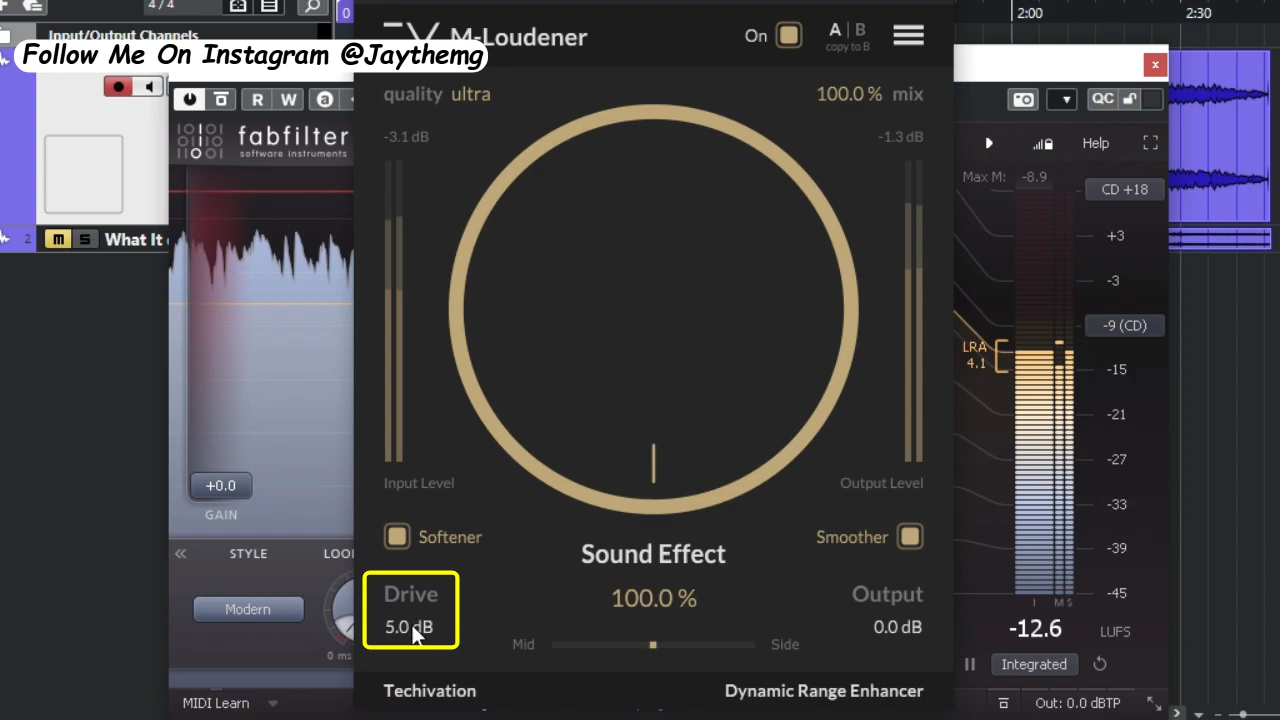 4 / 4
0
2:00
2:30
Input/Output Channels
Follow Me On Instagram @Jaythemg
M-Loudener
On
A | B
copy to B
x
R W a
QC
quality ultra
100.0 % mix
fabfilter
software instruments
-3.1 dB
-1.3 dB
Help
Max M: -8.9
CD +18
2 m S What It
+3
-3
-9 (CD)
LRA
4.1
-15
-21
-27
-33
-39
-45
+0.0
GAIN
Input Level
Output Level
Softener
Smoother
Sound Effect
STYLE
LOO
Modern
0 ms
Drive
5.0 dB
100.0 %
Output
0.0 dB
Mid
Side
I M S
-12.6 LUFS
Integrated
Techivation
Dynamic Range Enhancer
MIDI Learn
Out: 0.0 dBTP